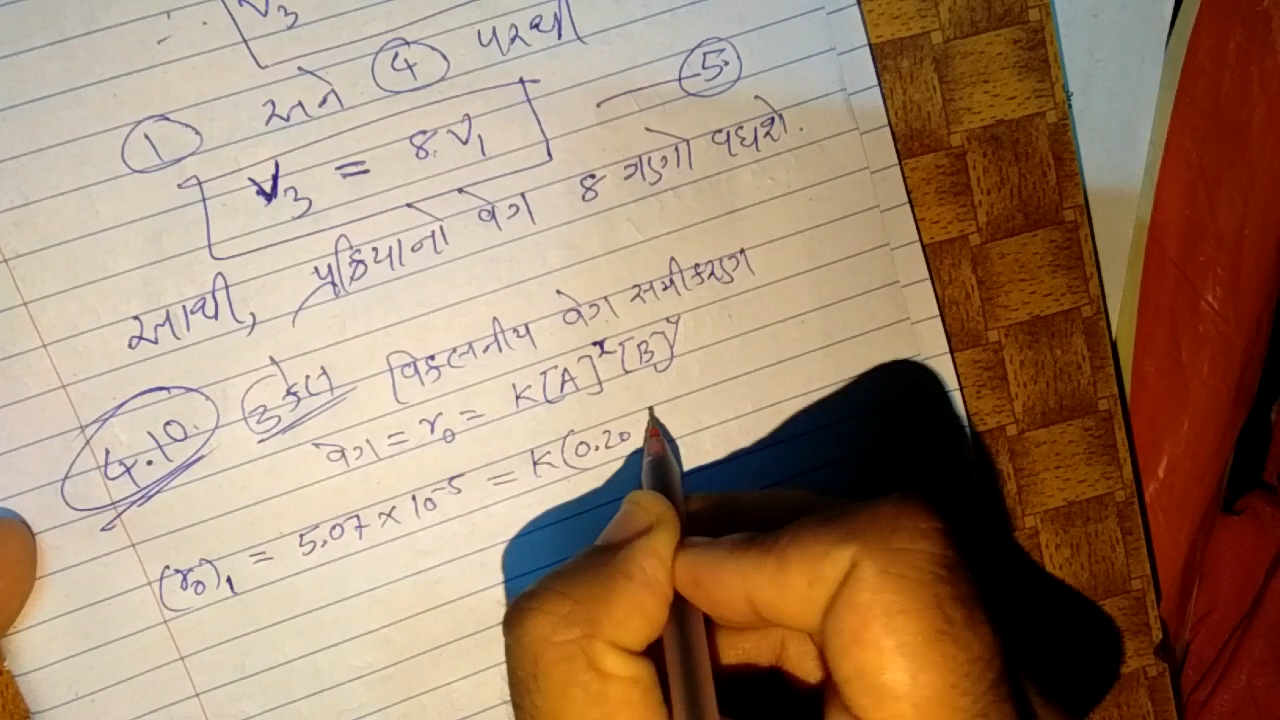 V₃
① અને ④ પરથી
V₃ = 8 V₁ — ⑤
આથી, પ્રક્રિયાનો વેગ 8 ગણો વધશે.
4.10. ઉકેલ વિકલનીય વેગ સમીકરણ
વેગ = r₀ = K[A]ˣ[B]ʸ
(r₀)₁ = 5.07 × 10⁻⁵ = K(0.20